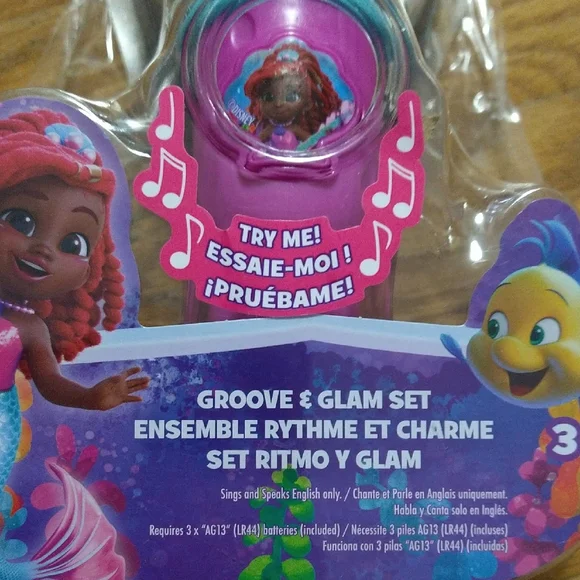 ©DISNEY
TRY ME!
ESSAIE-MOI !
¡PRUÉBAME!
GROOVE & GLAM SET
ENSEMBLE RYTHME ET CHARME
SET RITMO Y GLAM
3
Sings and Speaks English only. / Chante et Parle en Anglais uniquement.
Habla y Canta solo en Inglés.
Requires 3 x "AG13" (LR44) batteries (included) / Nécessite 3 piles AG13 (LR44) (incluses)
Funciona con 3 pilas "AG13" (LR44) (incluidas)